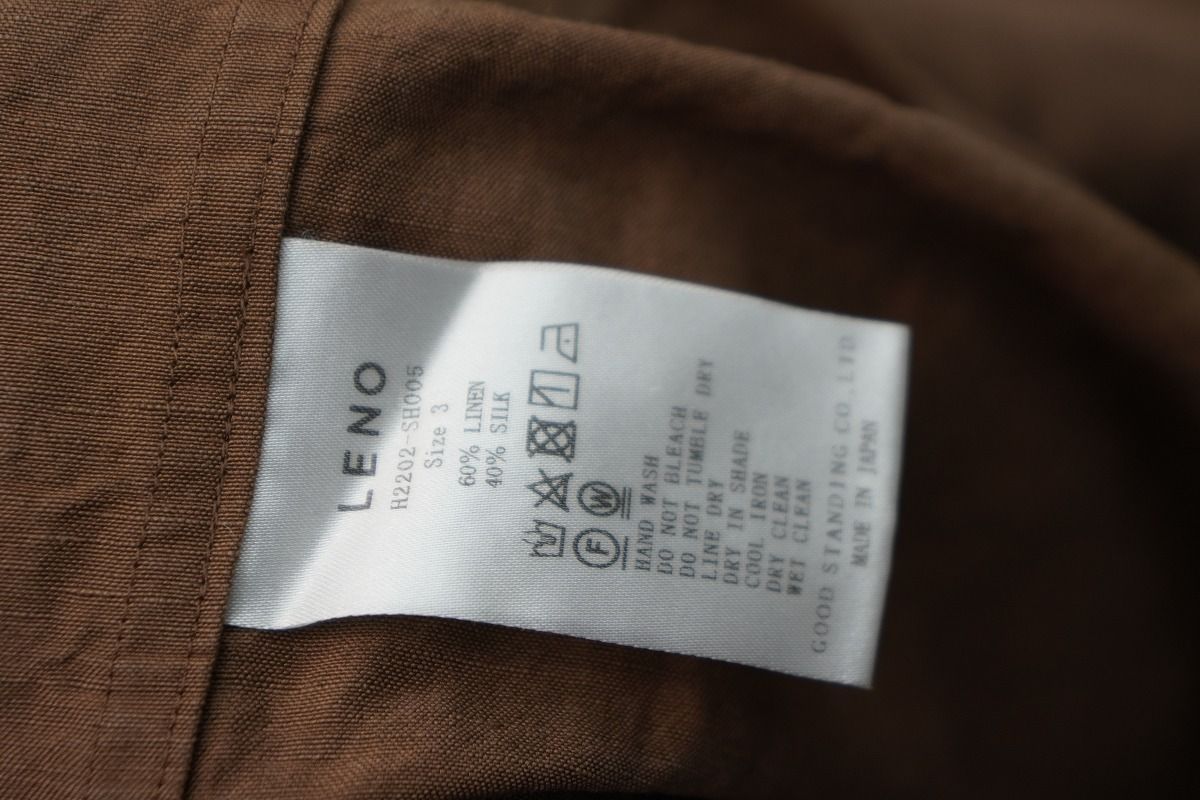 LENO
H2202-SH005
Size 3
60% LINEN
40% SILK
F W
HAND WASH
DO NOT BLEACH
DO NOT TUMBLE DRY
LINE DRY
DRY IN SHADE
COOL IRON
DRY CLEAN
WET CLEAN
GOOD STANDING CO.,LTD
MADE IN JAPAN